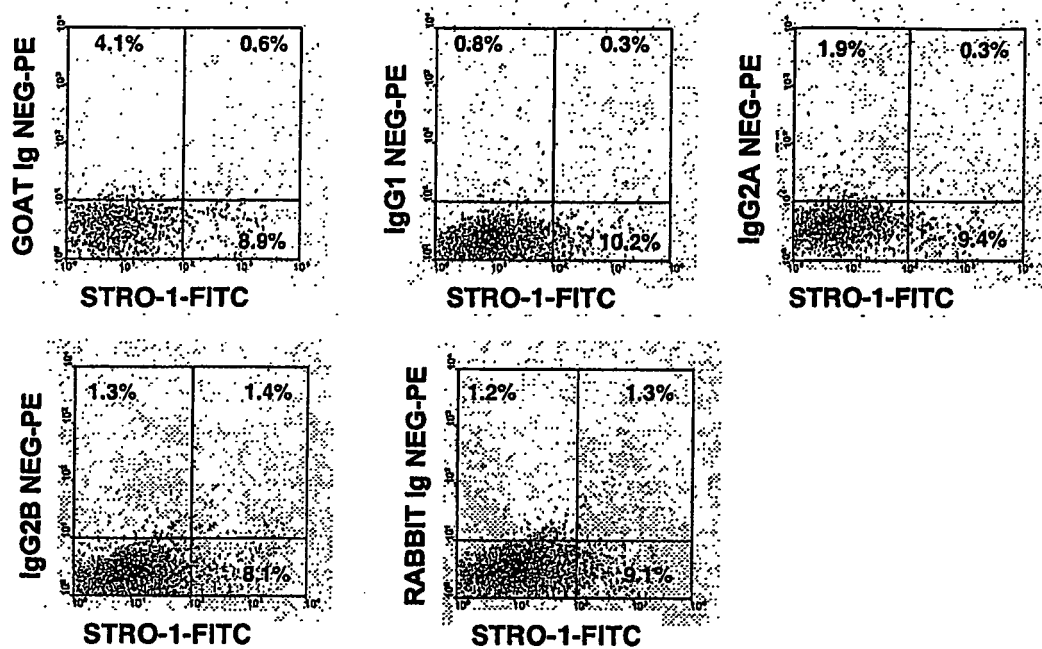 4.1% 0.6%
8.9%
GOAT Ig NEG-PE
STRO-1-FITC
0.8% 0.3%
10.2%
IgG1 NEG-PE
STRO-1-FITC
1.9% 0.3%
9.4%
IgG2A NEG-PE
STRO-1-FITC
1.3% 1.4%
8.1%
IgG2B NEG-PE
STRO-1-FITC
1.2% 1.3%
9.1%
RABBIT Ig NEG-PE
STRO-1-FITC